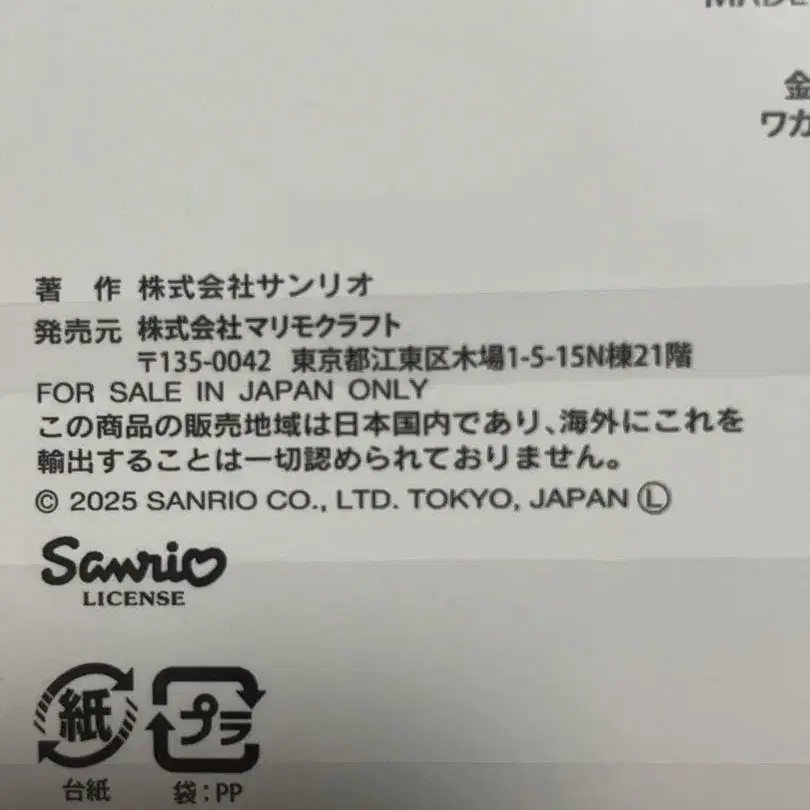 MADE
金
ワカ
著 作 株式会社サンリオ
発売元 株式会社マリモクラフト
〒135-0042 東京都江東区木場1-5-15N棟21階
FOR SALE IN JAPAN ONLY
この商品の販売地域は日本国内であり、海外にこれを
輸出することは一切認められておりません。
© 2025 SANRIO CO., LTD. TOKYO, JAPAN Ⓛ
Sanrio
LICENSE
紙 プラ
台紙 袋:PP